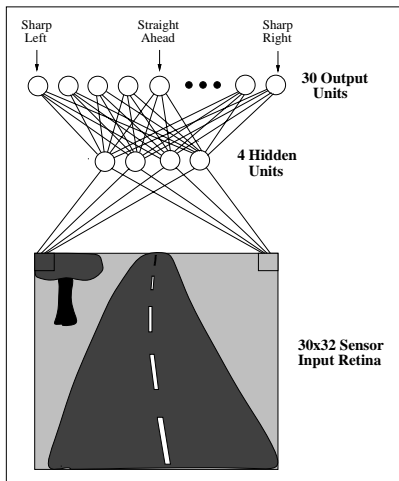 Sharp
Left
Straight
Ahead
Sharp
Right
30 Output
Units
4 Hidden
Units
30x32 Sensor
Input Retina